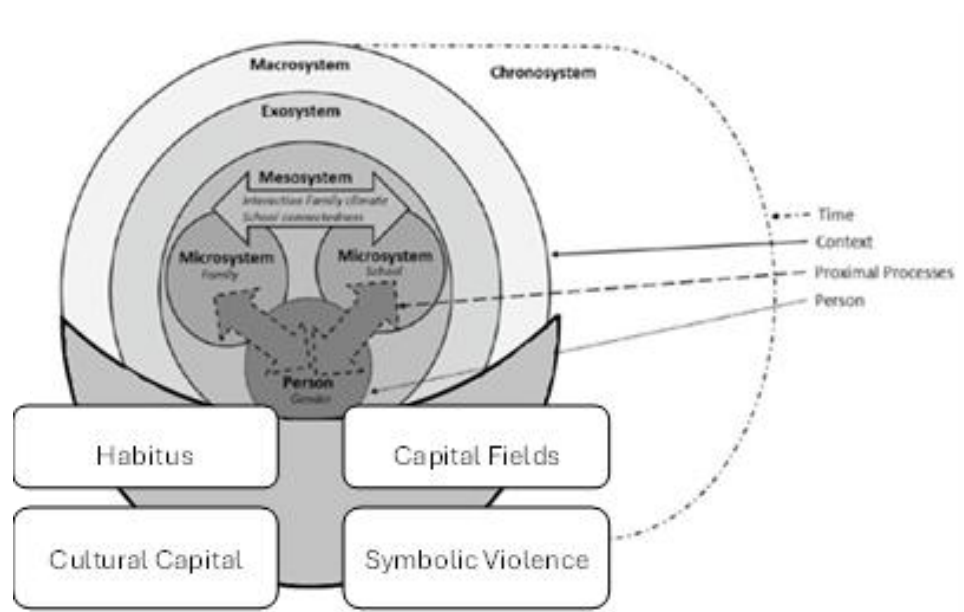 Macrosystem
Chronosystem
Exosystem
Mesosystem
Interaction Family climate
School connectedness
Microsystem
Family
Microsystem
School
Time
Context
Proximal Processes
Person
Person
Gender
Habitus
Capital Fields
Cultural Capital
Symbolic Violence